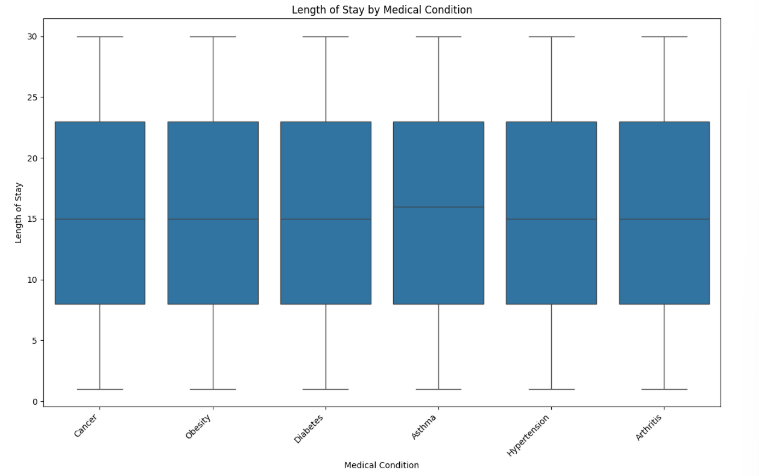 Length of Stay by Medical Condition
30
25
20
15
10
5
0
Length of Stay
Cancer
Obesity
Diabetes
Asthma
Hypertension
Arthritis
Medical Condition